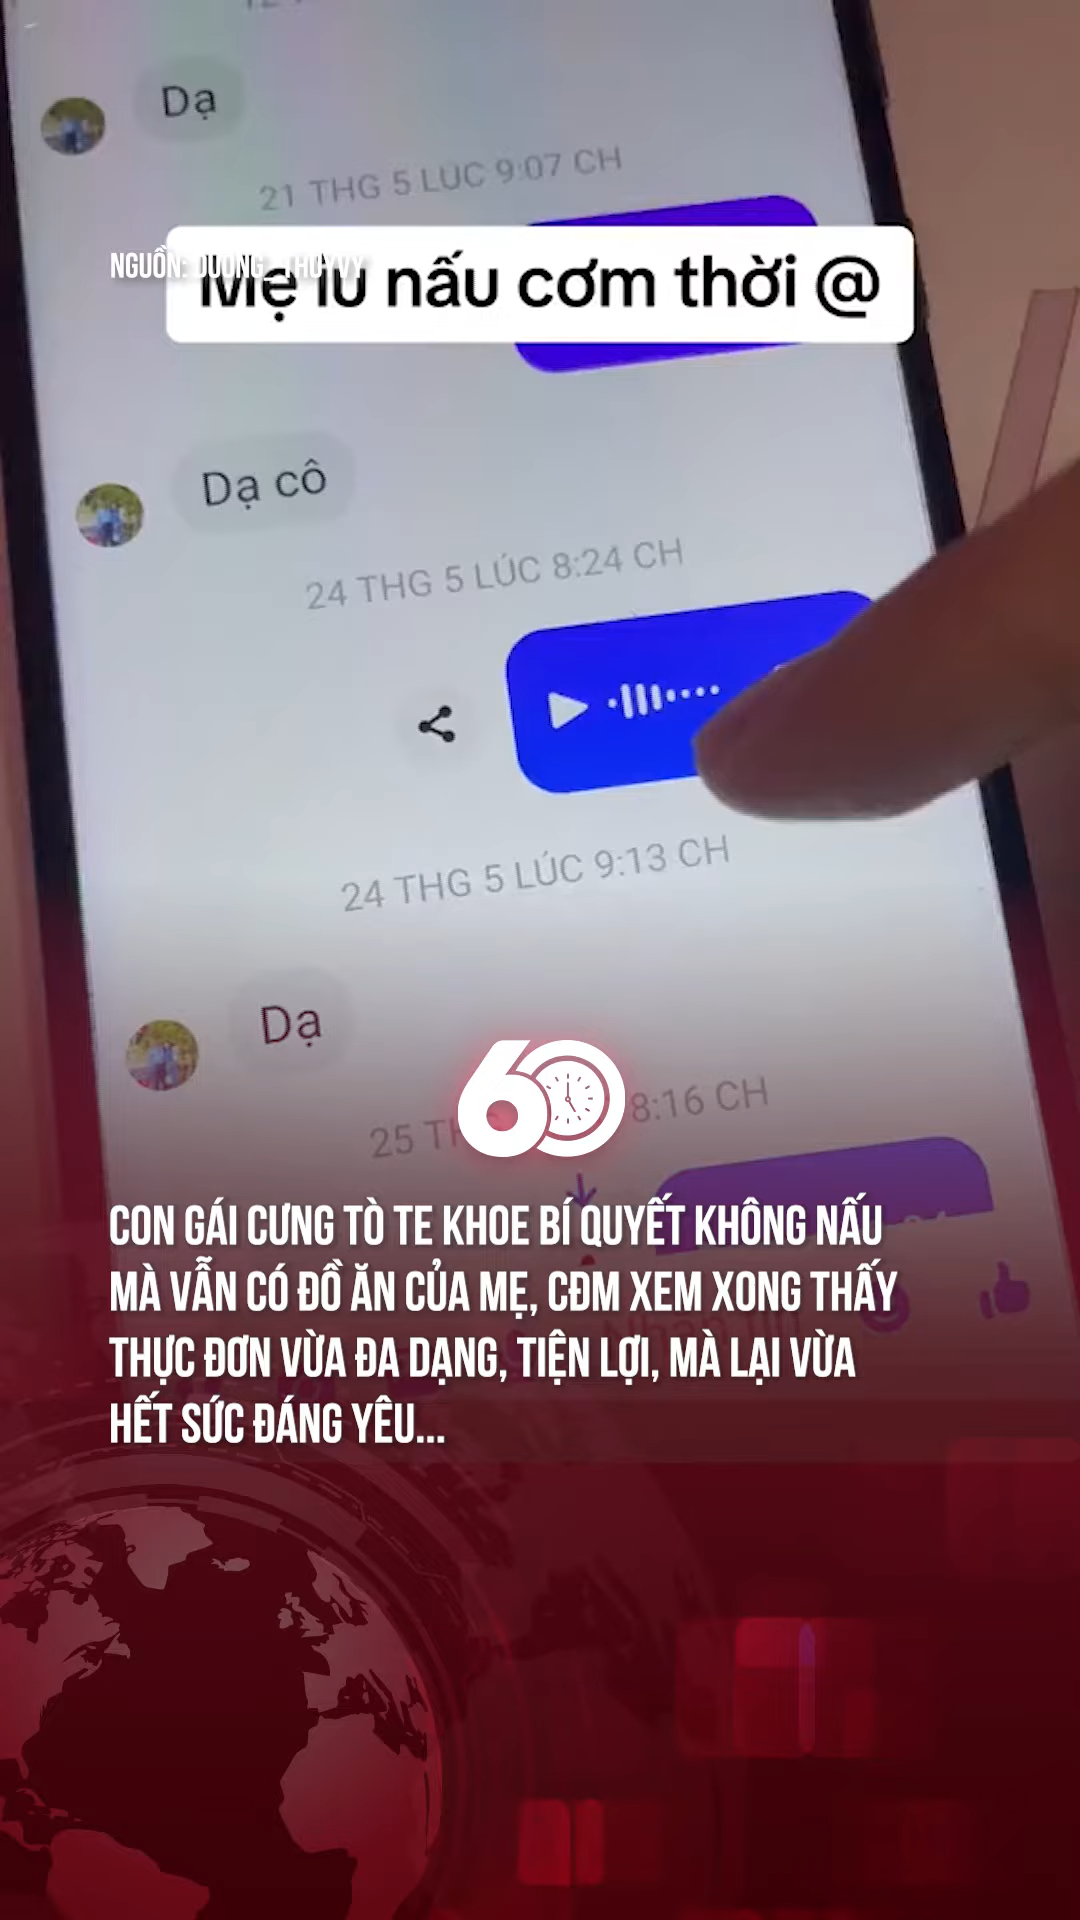 Dạ
21 THG 5 LÚC 9:07 CH
NGUỒN:
Mẹ iu nấu cơm thời @
Dạ cô
24 THG 5 LÚC 8:24 CH
24 THG 5 LÚC 9:13 CH
Dạ
60
25 8:16 CH
CON GÁI CƯNG TÒ TE KHOE BÍ QUYẾT KHÔNG NẤU
MÀ VẪN CÓ ĐỒ ĂN CỦA MẸ, CĐM XEM XONG THẤY
THỰC ĐƠN VỪA ĐA DẠNG, TIỆN LỢI, MÀ LẠI VỪA
HẾT SỨC ĐÁNG YÊU...